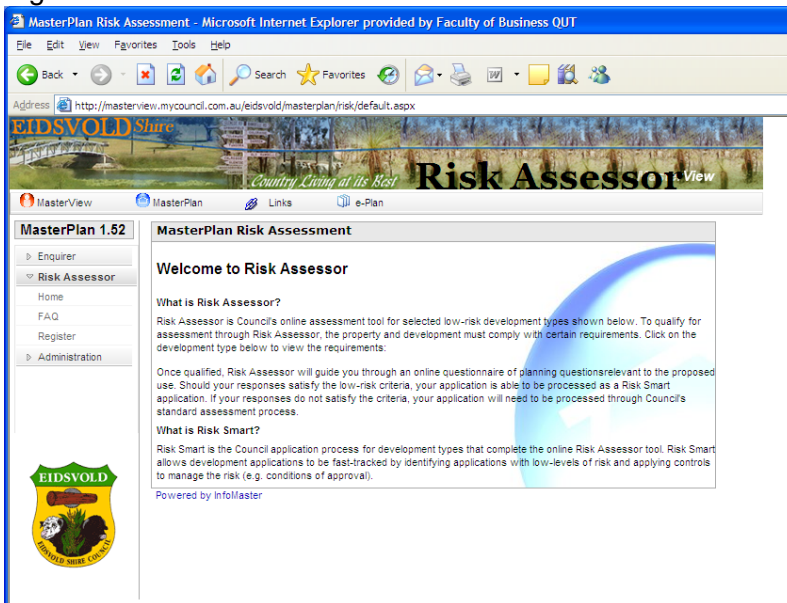 MasterPlan Risk Assessment - Microsoft Internet Explorer provided by Faculty of Business QUT
File Edit View Favorites Tools Help
Back Search Favorites
Address http://masterview.mycouncil.com.au/eidsvold/masterplan/risk/default.aspx
EIDSVOLD Shire
Country Living at its Best
Risk Assessor
View
MasterView MasterPlan Links e-Plan
MasterPlan 1.52
Enquirer
Risk Assessor
Home
FAQ
Register
Administration
MasterPlan Risk Assessment
Welcome to Risk Assessor
What is Risk Assessor?
Risk Assessor is Council's online assessment tool for selected low-risk development types shown below. To qualify for
assessment through Risk Assessor, the property and development must comply with certain requirements. Click on the
development type below to view the requirements:
Once qualified, Risk Assessor will guide you through an online questionnaire of planning questionsrelevant to the proposed
use. Should your responses satisfy the low-risk criteria, your application is able to be processed as a Risk Smart
application. If your responses do not satisfy the criteria, your application will need to be processed through Council's
standard assessment process.
What is Risk Smart?
Risk Smart is the Council application process for development types that complete the online Risk Assessor tool. Risk Smart
allows development applications to be fast-tracked by identifying applications with low-levels of risk and applying controls
to manage the risk (e.g. conditions of approval).
Powered by InfoMaster
EIDSVOLD
EIDSVOLD SHIRE COUNCIL